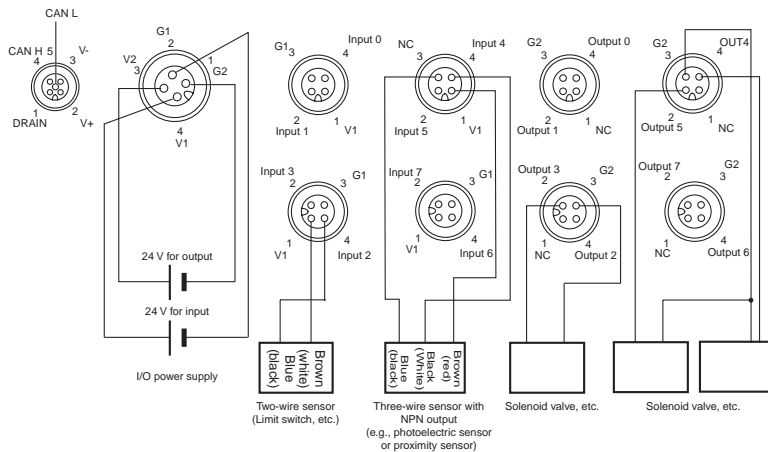 CAN L
CAN H 5 V-
4 3
1 2
DRAIN V+
G1
2
V2 1
3 G2
4
V1
Input 0
G1 3 4
2 1
Input 1 V1
NC Input 4
3 4
2 1
Input 5 V1
G2 Output 0
3 4
2 1
Output 1 NC
G2 OUT4
3 4
2 1
Output 5 NC
Input 3 G1
2 3
1 4
V1 Input 2
Input 7 G1
2 3
1 4
V1 Input 6
Output 3 G2
2 3
1 4
NC Output 2
Output 7 G2
2 3
1 4
NC Output 6
24 V for output
24 V for input
I/O power supply
Brown
(white)
Blue
(black)
Two-wire sensor
(Limit switch, etc.)
Brown
(red)
Black
(White)
Blue
(black)
Three-wire sensor with
NPN output
(e.g., photoelectric sensor
or proximity sensor)
Solenoid valve, etc.
Solenoid valve, etc.